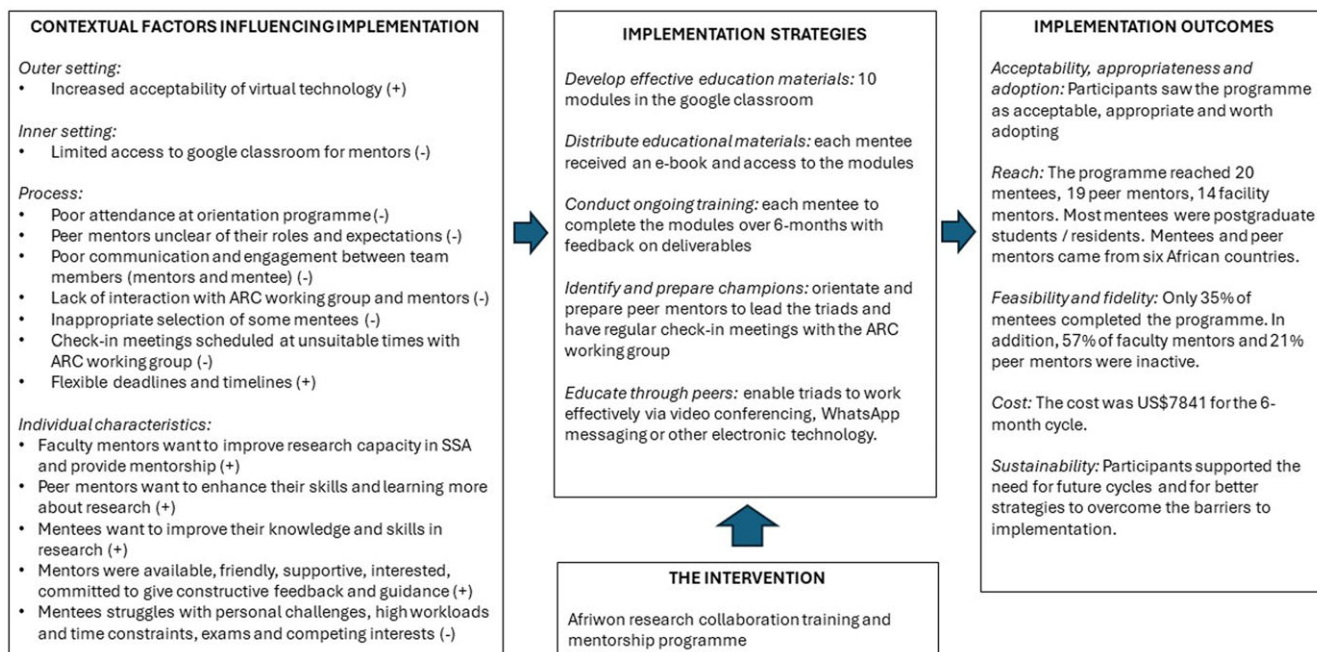 CONTEXTUAL FACTORS INFLUENCING IMPLEMENTATION
Outer setting:
• Increased acceptability of virtual technology (+)
Inner setting:
• Limited access to google classroom for mentors (-)
Process:
• Poor attendance at orientation programme (-)
• Peer mentors unclear of their roles and expectations (-)
• Poor communication and engagement between team
members (mentors and mentee) (-)
• Lack of interaction with ARC working group and mentors (-)
• Inappropriate selection of some mentees (-)
• Check-in meetings scheduled at unsuitable times with
ARC working group (-)
• Flexible deadlines and timelines (+)
Individual characteristics:
• Faculty mentors want to improve research capacity in SSA
and provide mentorship (+)
• Peer mentors want to enhance their skills and learning more
about research (+)
• Mentees want to improve their knowledge and skills in
research (+)
• Mentors were available, friendly, supportive, interested,
committed to give constructive feedback and guidance (+)
• Mentees struggles with personal challenges, high workloads
and time constraints, exams and competing interests (-)
IMPLEMENTATION STRATEGIES
Develop effective education materials: 10
modules in the google classroom
Distribute educational materials: each mentee
received an e-book and access to the modules
Conduct ongoing training: each mentee to
complete the modules over 6-months with
feedback on deliverables
Identify and prepare champions: orientate and
prepare peer mentors to lead the triads and
have regular check-in meetings with the ARC
working group
Educate through peers: enable triads to work
effectively via video conferencing, WhatsApp
messaging or other electronic technology.
THE INTERVENTION
Afriwon research collaboration training and
mentorship programme
IMPLEMENTATION OUTCOMES
Acceptability, appropriateness and
adoption: Participants saw the programme
as acceptable, appropriate and worth
adopting
Reach: The programme reached 20
mentees, 19 peer mentors, 14 facility
mentors. Most mentees were postgraduate
students / residents. Mentees and peer
mentors came from six African countries.
Feasibility and fidelity: Only 35% of
mentees completed the programme. In
addition, 57% of faculty mentors and 21%
peer mentors were inactive.
Cost: The cost was US$7841 for the 6-
month cycle.
Sustainability: Participants supported the
need for future cycles and for better
strategies to overcome the barriers to
implementation.